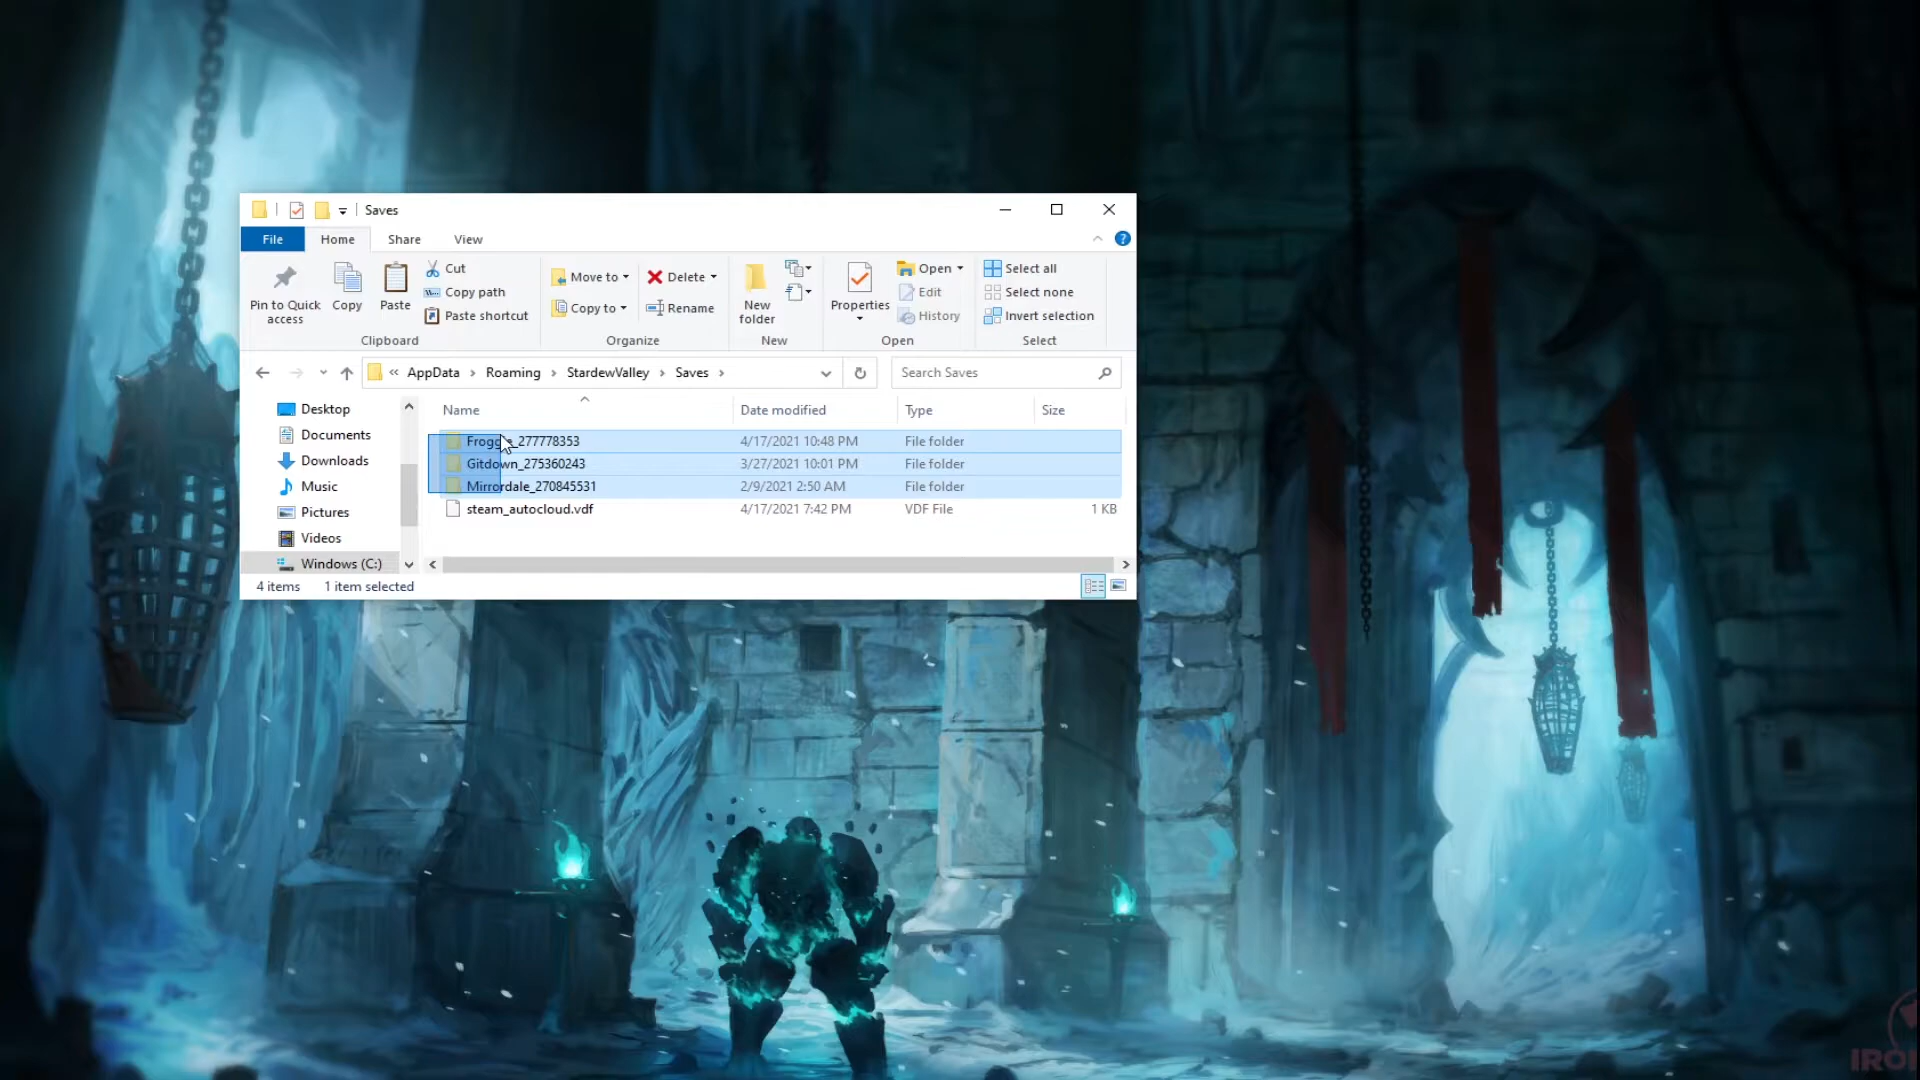 Saves
File Home Share View
Pin to Quick access
Copy
Paste
Cut
Copy path
Paste shortcut
Clipboard
Move to
Copy to
Delete
Rename
Organize
New folder
New
Properties
Open
Edit
History
Open
Select all
Select none
Invert selection
Select
« AppData › Roaming › StardewValley › Saves ›
Search Saves
Desktop
Documents
Downloads
Music
Pictures
Videos
Windows (C:)
Name Date modified Type Size
_277778353 4/17/2021 10:48 PM File folder
Gitdown_275360243 3/27/2021 10:01 PM File folder
Mirrordale_270845531 2/9/2021 2:50 AM File folder
steam_autocloud.vdf 4/17/2021 7:42 PM VDF File 1 KB
4 items 1 item selected